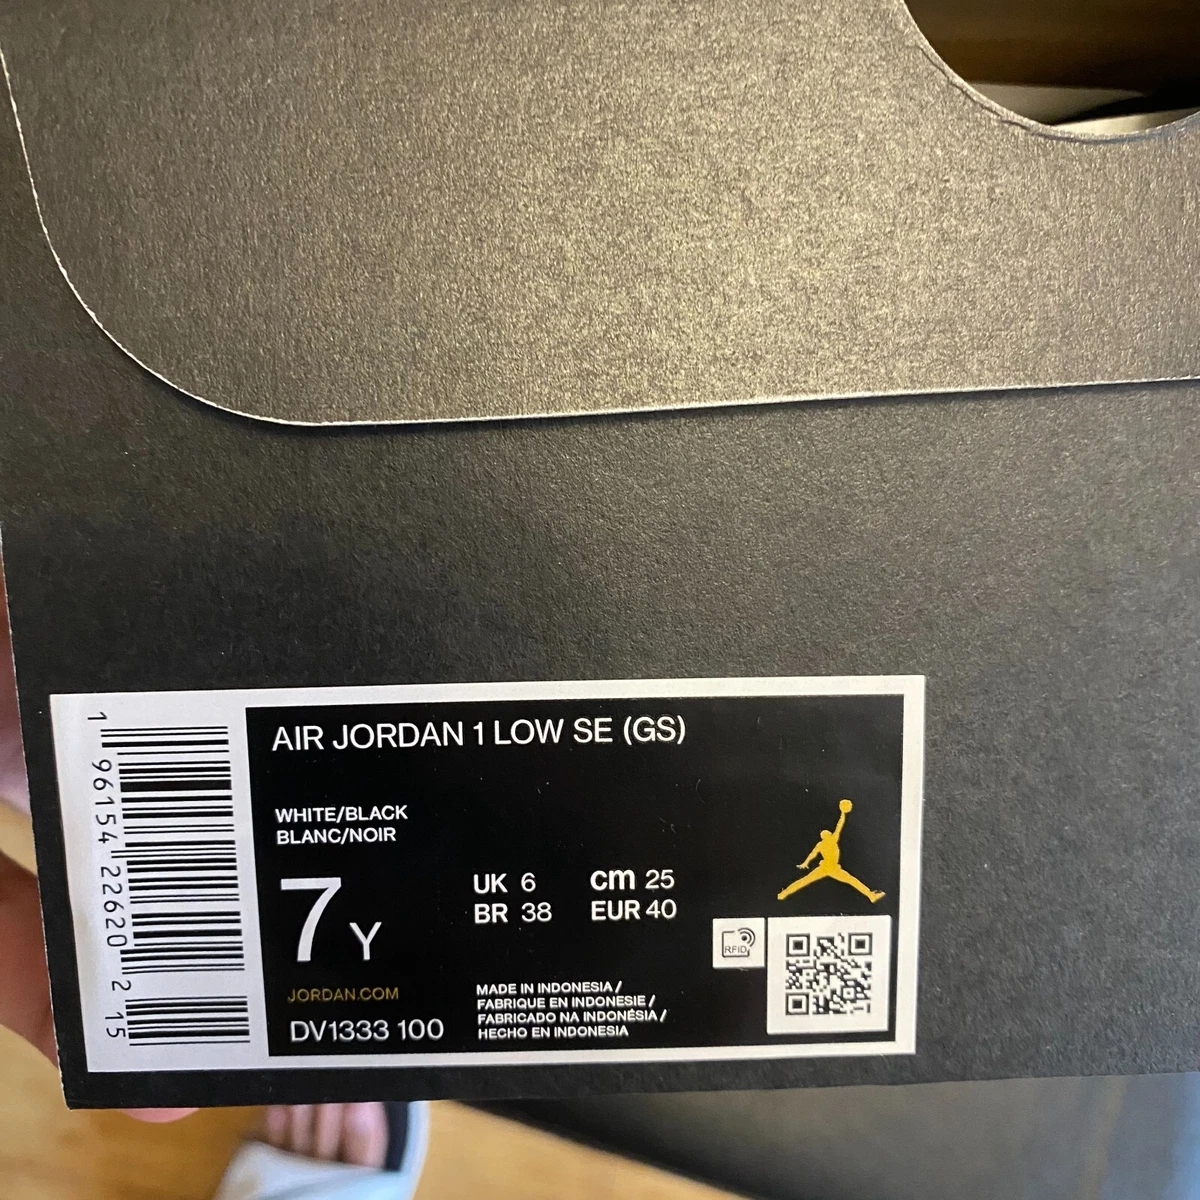 AIR JORDAN 1 LOW SE (GS)
WHITE/BLACK
BLANC/NOIR
7 Y
UK 6 cm 25
BR 38 EUR 40
JORDAN.COM
DV1333 100
MADE IN INDONESIA /
FABRIQUE EN INDONESIE /
FABRICADO NA INDONÉSIA /
HECHO EN INDONESIA
RFID
1 96154 22620 2 15